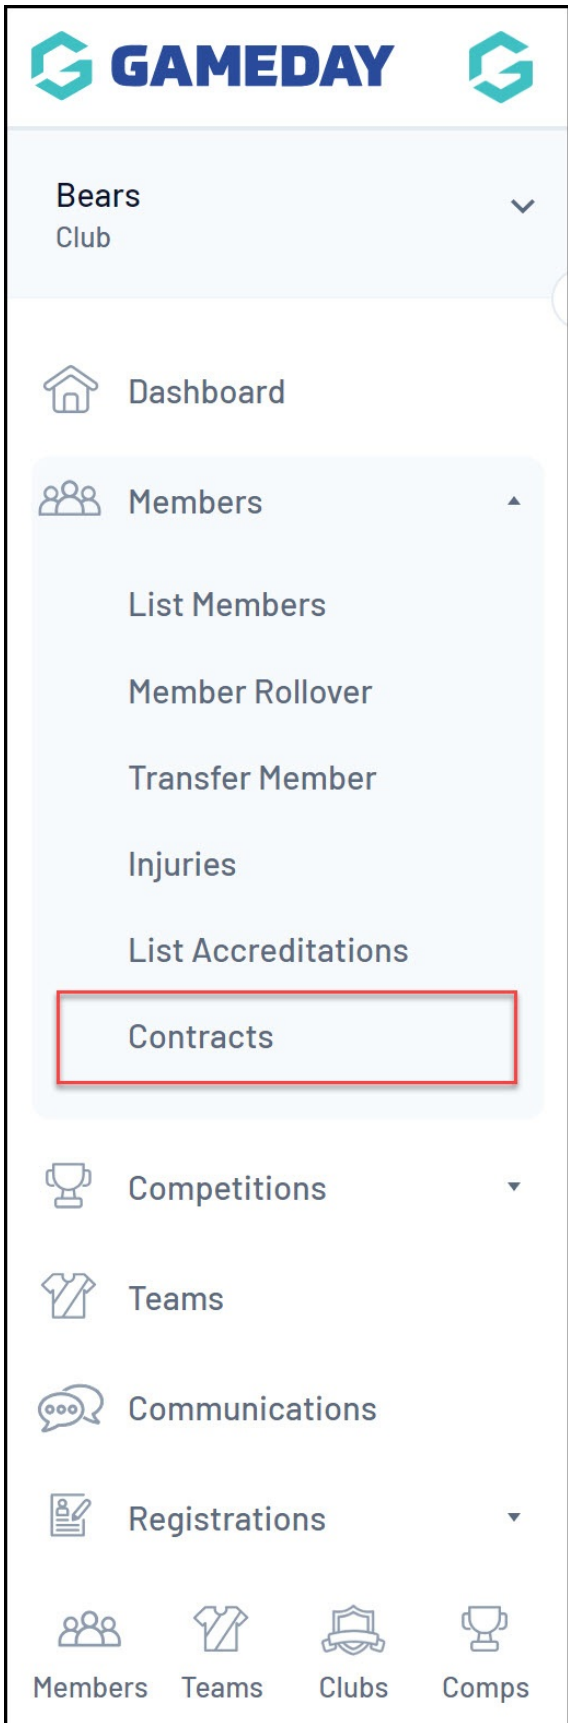 GAMEDAY
Bears
Club
Dashboard
Members
List Members
Member Rollover
Transfer Member
Injuries
List Accreditations
Contracts
Competitions
Teams
Communications
Registrations
Members Teams Clubs Comps